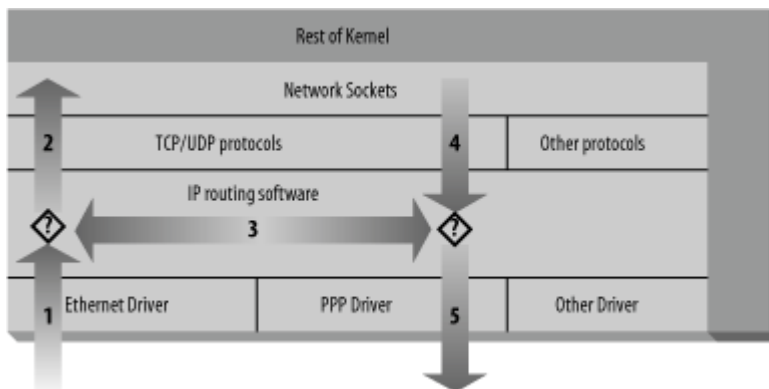 Rest of Kernel
Network Sockets
2 TCP/UDP protocols 4 Other protocols
IP routing software
? 3 ?
1 Ethernet Driver PPP Driver 5 Other Driver